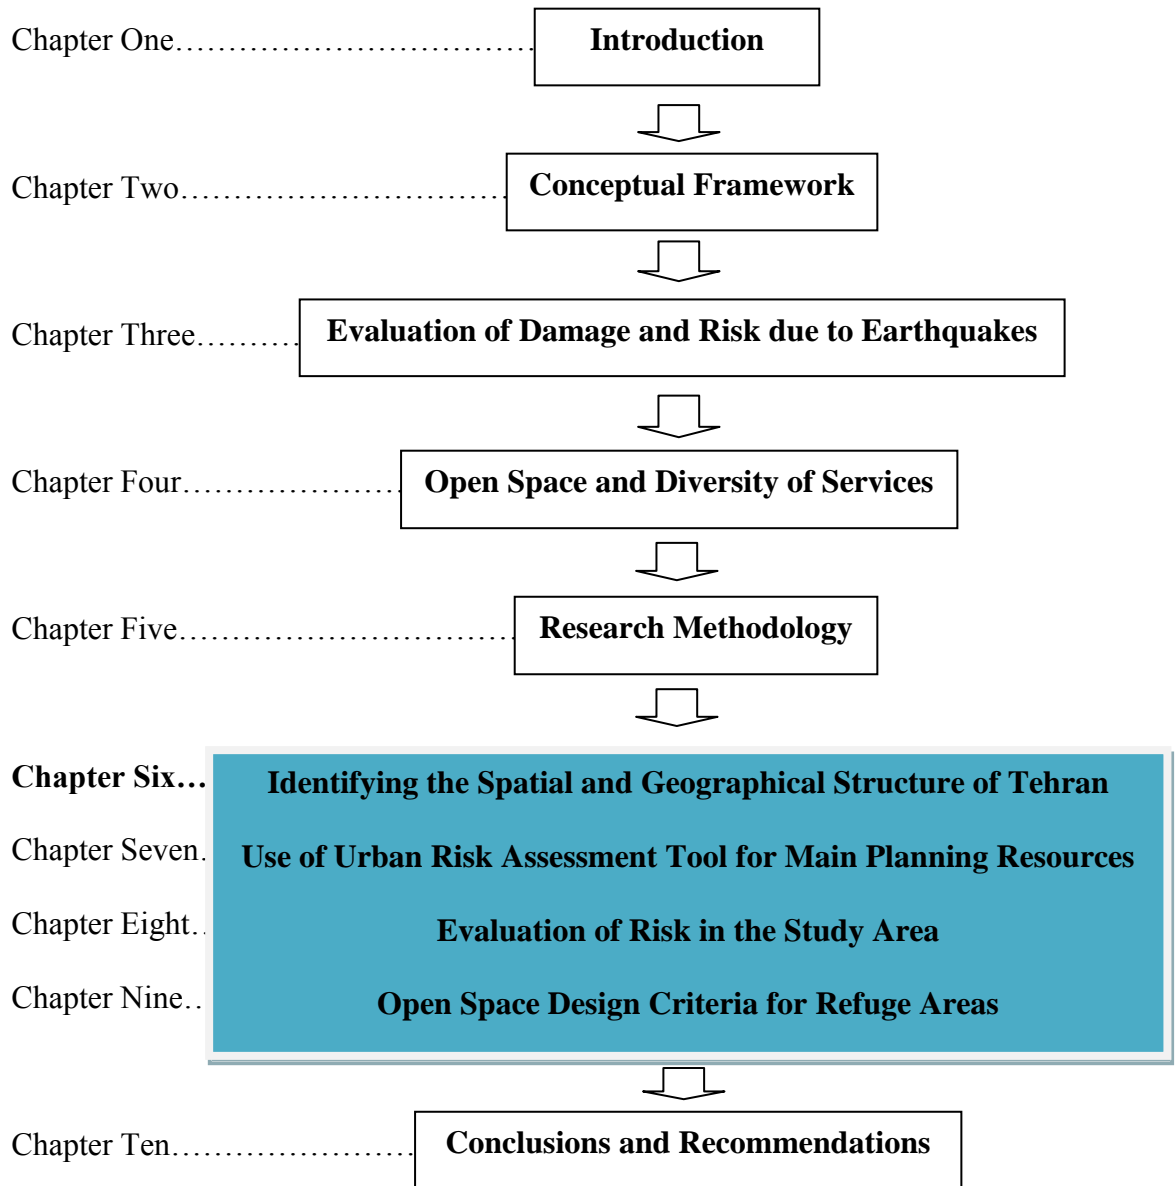 Chapter One……………………………… Introduction
Chapter Two………………………… Conceptual Framework
Chapter Three………. Evaluation of Damage and Risk due to Earthquakes
Chapter Four………………… Open Space and Diversity of Services
Chapter Five…………………………… Research Methodology
Chapter Six… Identifying the Spatial and Geographical Structure of Tehran
Chapter Seven. Use of Urban Risk Assessment Tool for Main Planning Resources
Chapter Eight… Evaluation of Risk in the Study Area
Chapter Nine… Open Space Design Criteria for Refuge Areas
Chapter Ten…………………… Conclusions and Recommendations